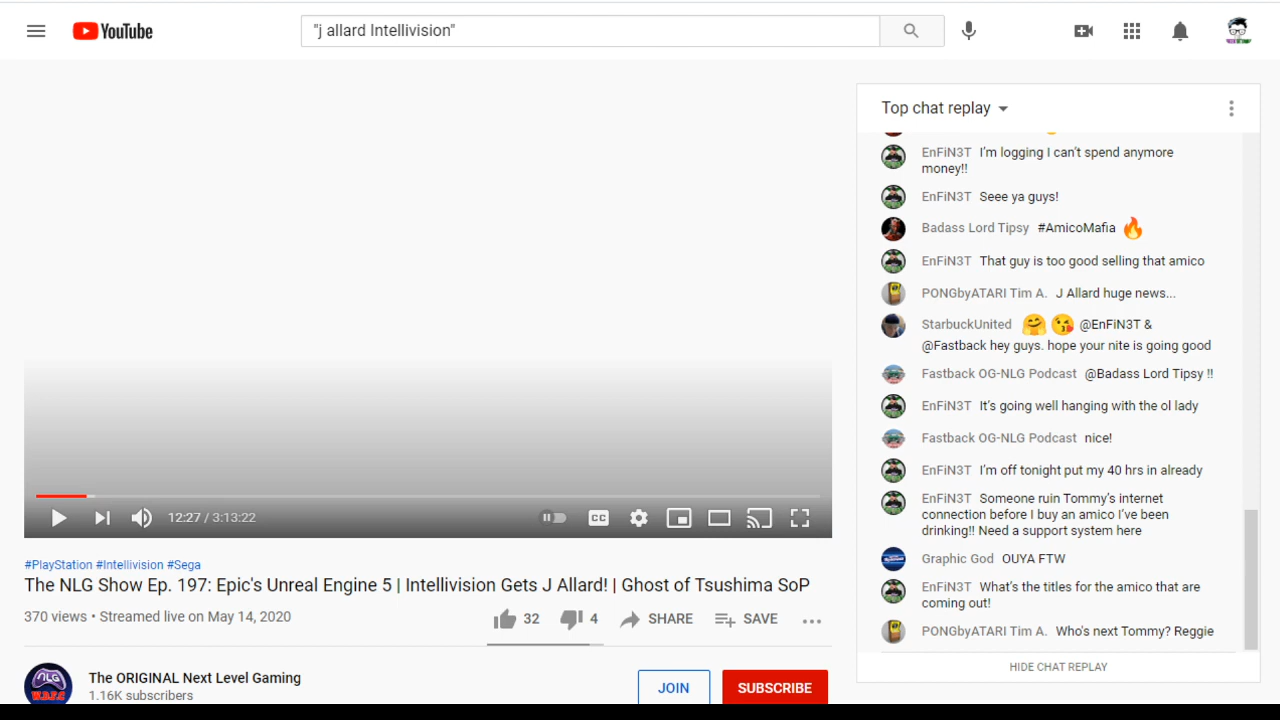 YouTube
"j allard Intellivision"
Top chat replay
EnFiN3T I'm logging I can't spend anymore
money!!
EnFiN3T Seee ya guys!
Badass Lord Tipsy #AmicoMafia 🔥
EnFiN3T That guy is too good selling that amico
PONGbyATARI Tim A. J Allard huge news...
StarbuckUnited 🤗 😘 @EnFiN3T &
@Fastback hey guys. hope your nite is going good
Fastback OG-NLG Podcast @Badass Lord Tipsy !!
EnFiN3T It's going well hanging with the ol lady
Fastback OG-NLG Podcast nice!
EnFiN3T I'm off tonight put my 40 hrs in already
EnFiN3T Someone ruin Tommy's internet
connection before I buy an amico I've been
drinking!! Need a support system here
Graphic God OUYA FTW
EnFiN3T What's the titles for the amico that are
coming out!
PONGbyATARI Tim A. Who's next Tommy? Reggie
HIDE CHAT REPLAY
12:27 / 3:13:22
CC
#PlayStation #Intellivision #Sega
The NLG Show Ep. 197: Epic's Unreal Engine 5 | Intellivision Gets J Allard! | Ghost of Tsushima SoP
370 views • Streamed live on May 14, 2020
32
4
SHARE
SAVE
NLG
The ORIGINAL Next Level Gaming
1.16K subscribers
JOIN
SUBSCRIBE